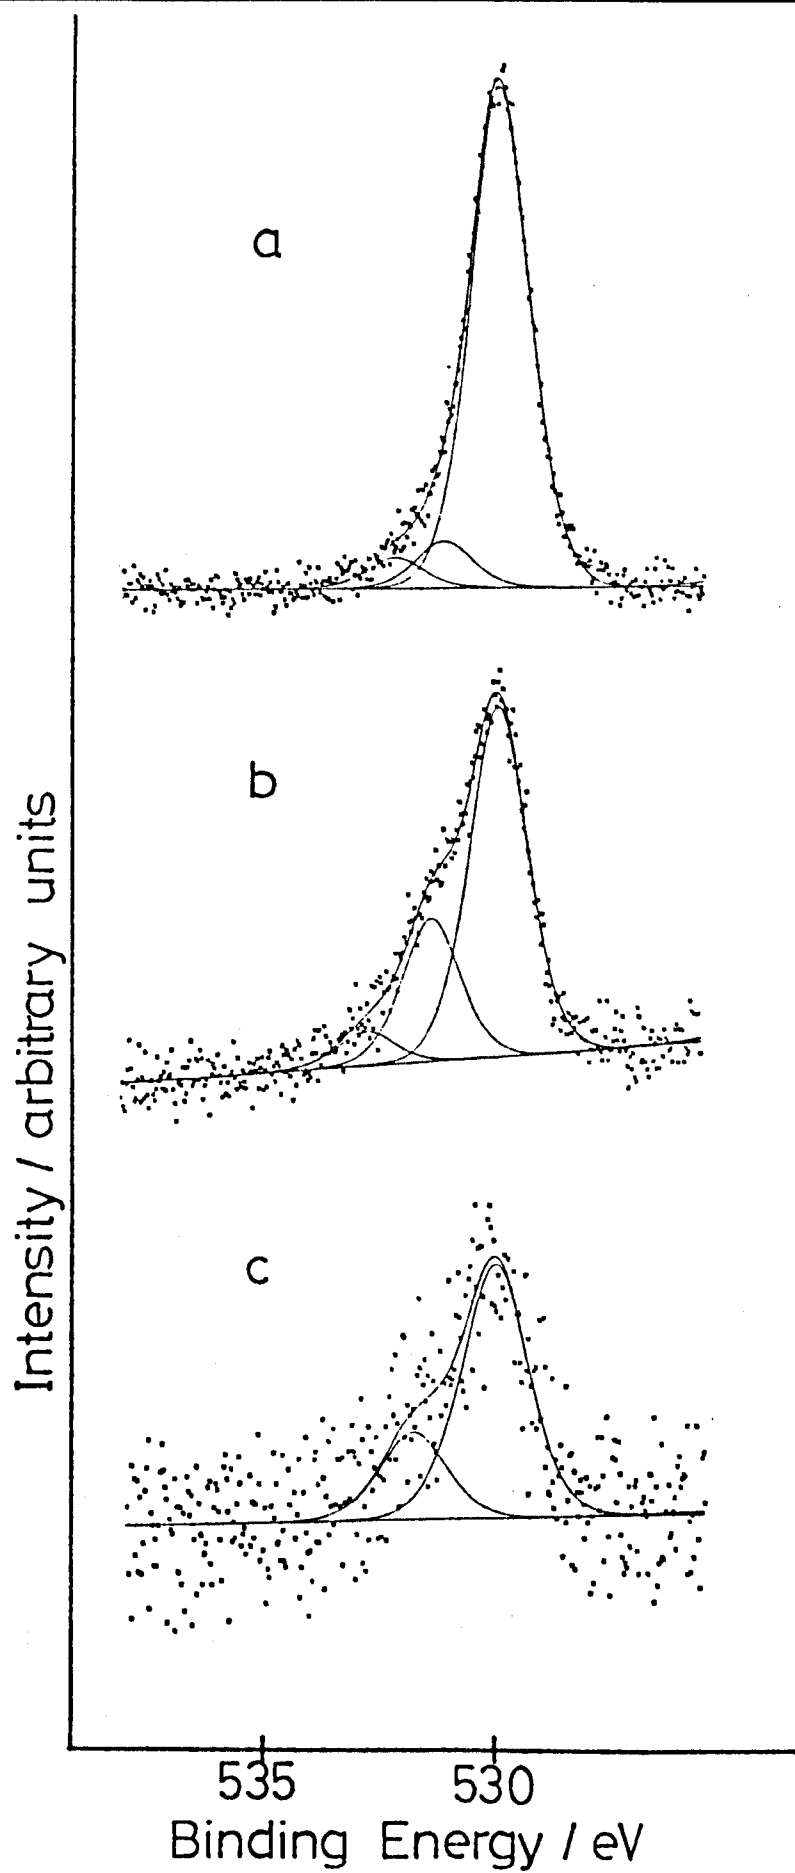 a
b
c
Intensity / arbitrary units
535 530
Binding Energy / eV